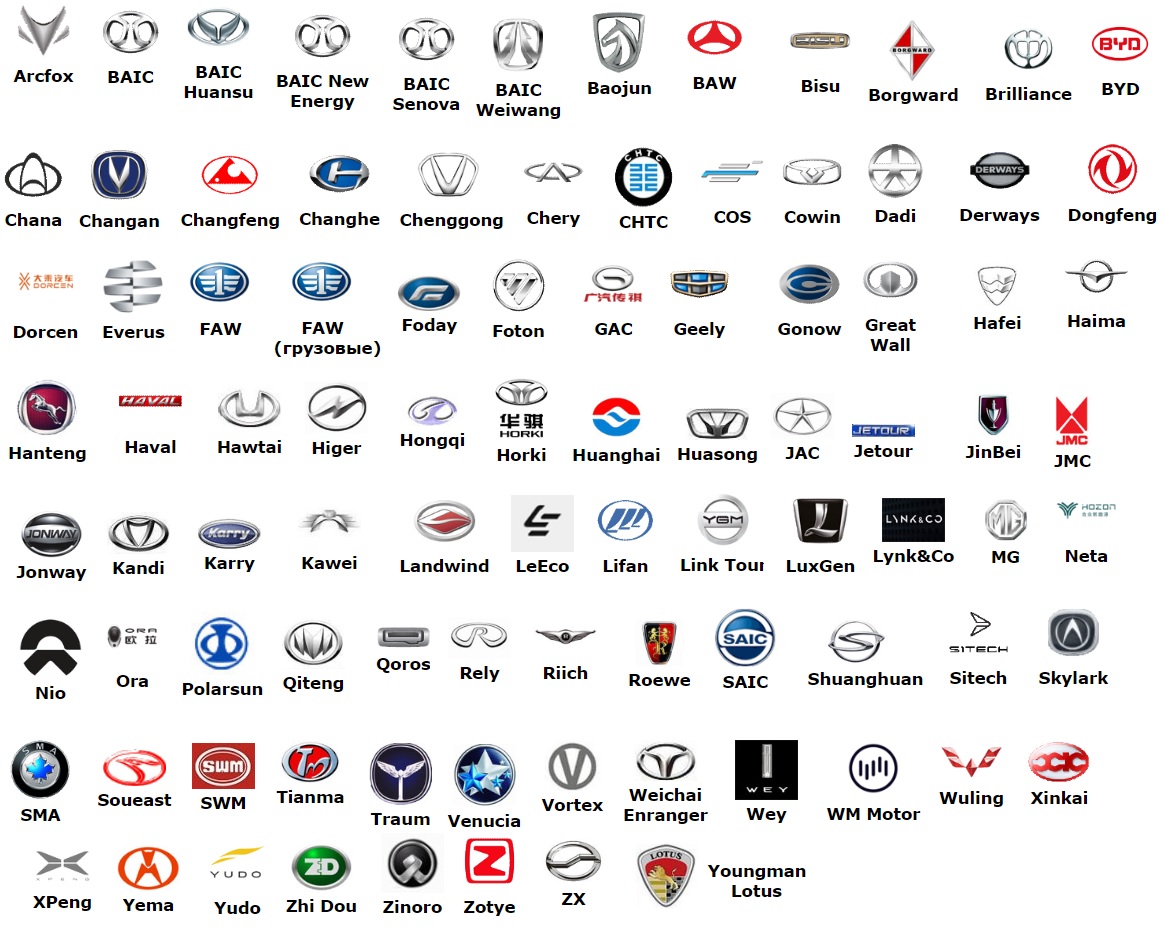 Arcfox
BAIC
BAIC
Huansu
BAIC New
Energy
BAIC
Senova
BAIC
Weiwang
Baojun
BAW
BISU
Bisu
BORGWARD
Borgward
Brilliance
BYD
BYD
Chana
Changan
Changfeng
Changhe
Chenggong
Chery
CHTC
CHTC
COS
Cowin
Dadi
DERWAYS
Derways
Dongfeng
大乘汽车
DORCEN
Dorcen
Everus
FAW
FAW
(грузовые)
Foday
Foton
广汽传祺
GAC
Geely
Gonow
Great
Wall
Hafei
Haima
Hanteng
HAVAL
Haval
Hawtai
Higer
Hongqi
华骐
HORKI
Horki
Huanghai
Huasong
JAC
JETOUR
Jetour
JinBei
JMC
JMC
JONWAY
Jonway
Kandi
Karry
Karry
Kawei
Landwind
LeEco
Lifan
YGM
Link Tour
L
LuxGen
LYNK&CO
Lynk&Co
MG
MG
HOZON
Neta
Nio
ORA
欧拉
Ora
Polarsun
Qiteng
Qoros
Rely
Riich
Roewe
SAIC
SAIC
Shuanghuan
SITECH
Sitech
Skylark
SMA
SMA
Soueast
SWM
SWM
Tianma
Traum
Venucia
Vortex
Weichai
Enranger
WEY
Wey
WM Motor
Wuling
Xinkai
XPENG
XPeng
Yema
YUDO
Yudo
ZD
Zhi Dou
Zinoro
Z
Zotye
ZX
LOTUS
Youngman
Lotus